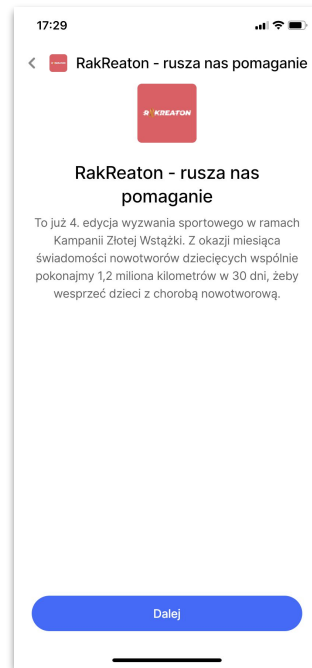 17:29
RakReaton - rusza nas pomaganie
RAKREATON
RakReaton - rusza nas
pomaganie
To już 4. edycja wyzwania sportowego w ramach
Kampanii Złotej Wstążki. Z okazji miesiąca
świadomości nowotworów dziecięcych wspólnie
pokonajmy 1,2 miliona kilometrów w 30 dni, żeby
wesprzeć dzieci z chorobą nowotworową.
Dalej